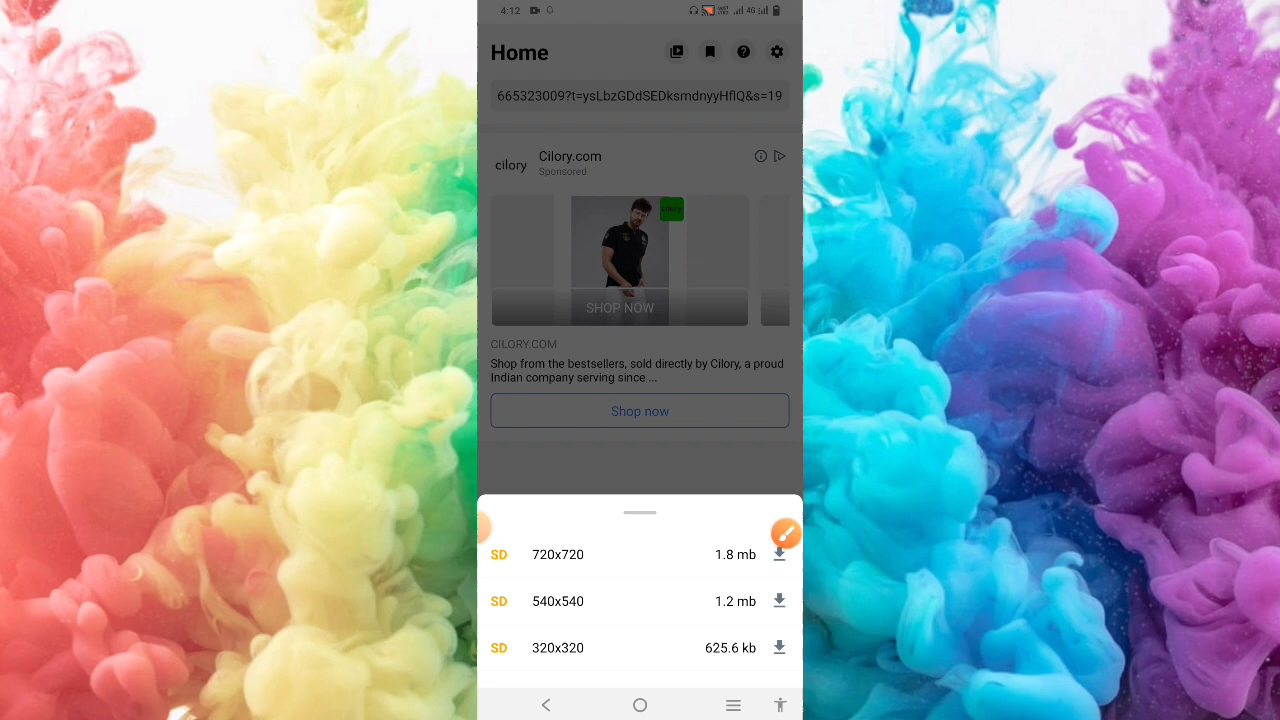 4:12
4G
Home
665323009?t=ysLbzGDdSEDksmdnyyHflQ&s=19
cilory
Cilory.com
Sponsored
cilory
SHOP NOW
CILORY.COM
Shop from the bestsellers, sold directly by Cilory, a proud
Indian company serving since ...
Shop now
SD 720x720 1.8 mb
SD 540x540 1.2 mb
SD 320x320 625.6 kb